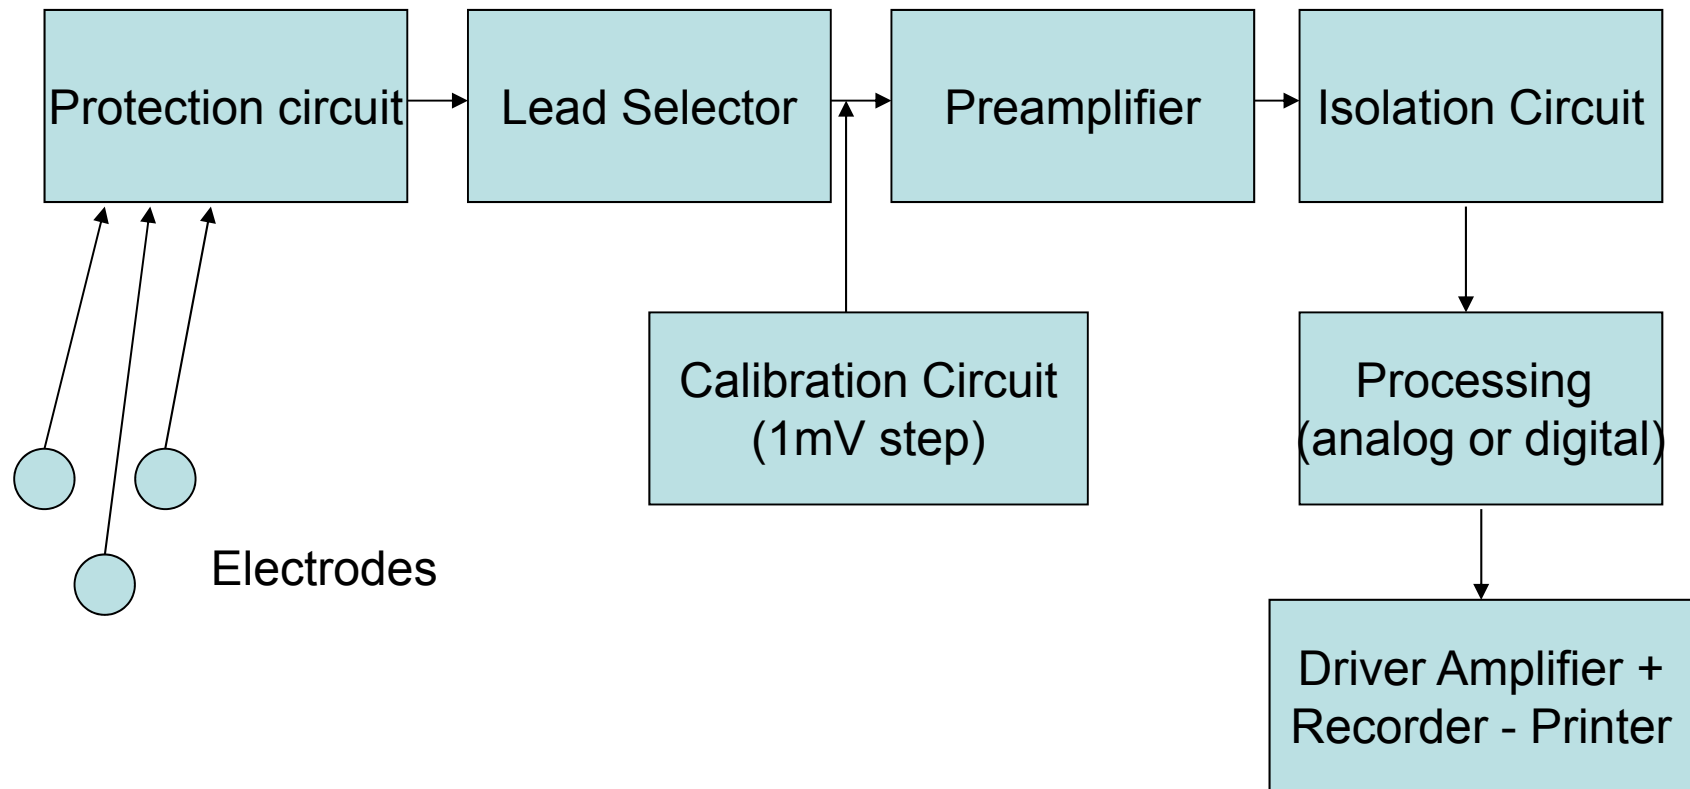 Protection circuit
Lead Selector
Preamplifier
Isolation Circuit
Calibration Circuit
(1mV step)
Processing
(analog or digital)
Electrodes
Driver Amplifier +
Recorder - Printer